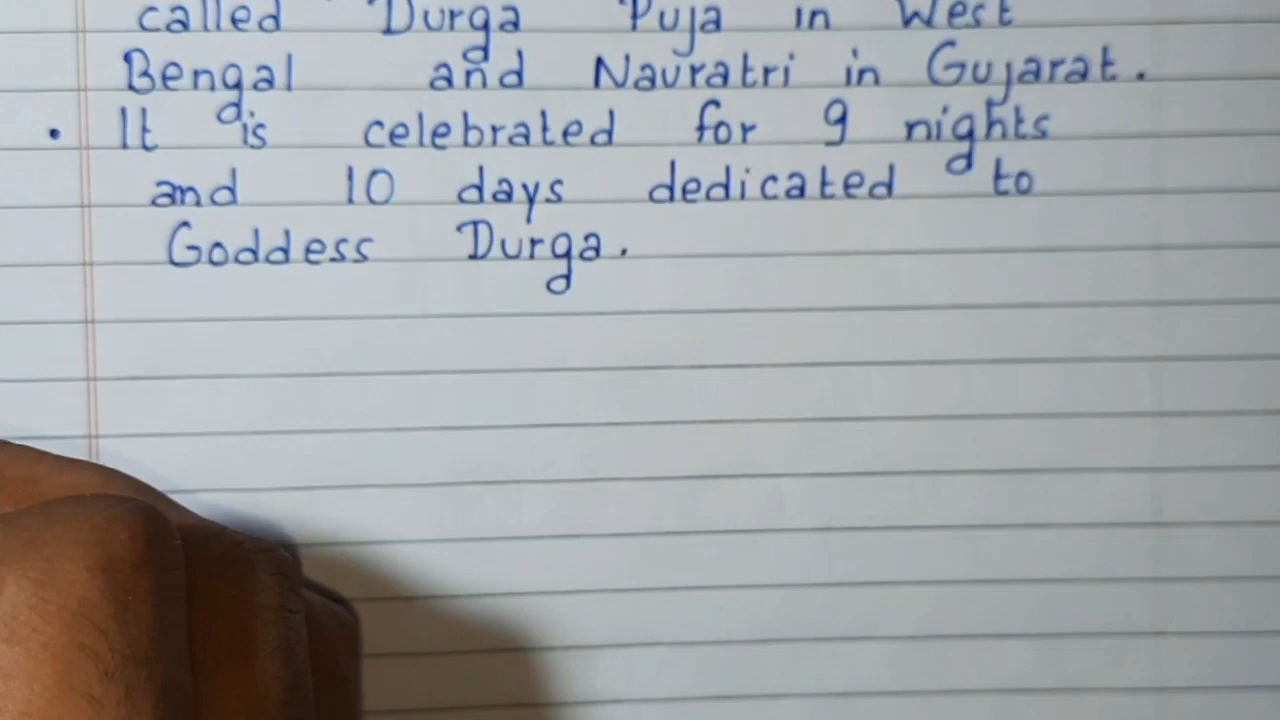 called Durga Puja in West
Bengal and Navratri in Gujarat.
• It is celebrated for 9 nights
and 10 days dedicated to
Goddess Durga.